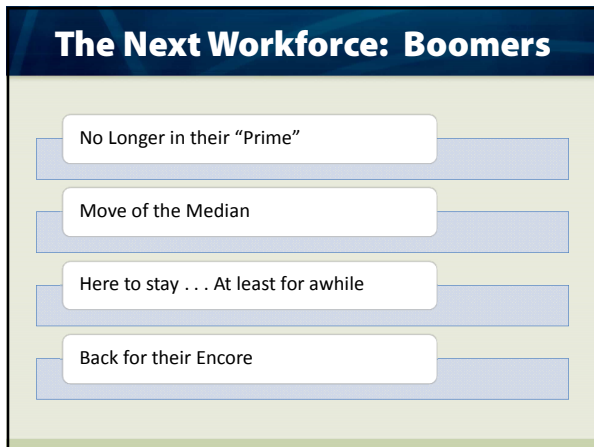 The Next Workforce:  Boomers
No Longer in their “Prime”
Move of the Median
Here to stay . . . At least for awhile
Back for their Encore